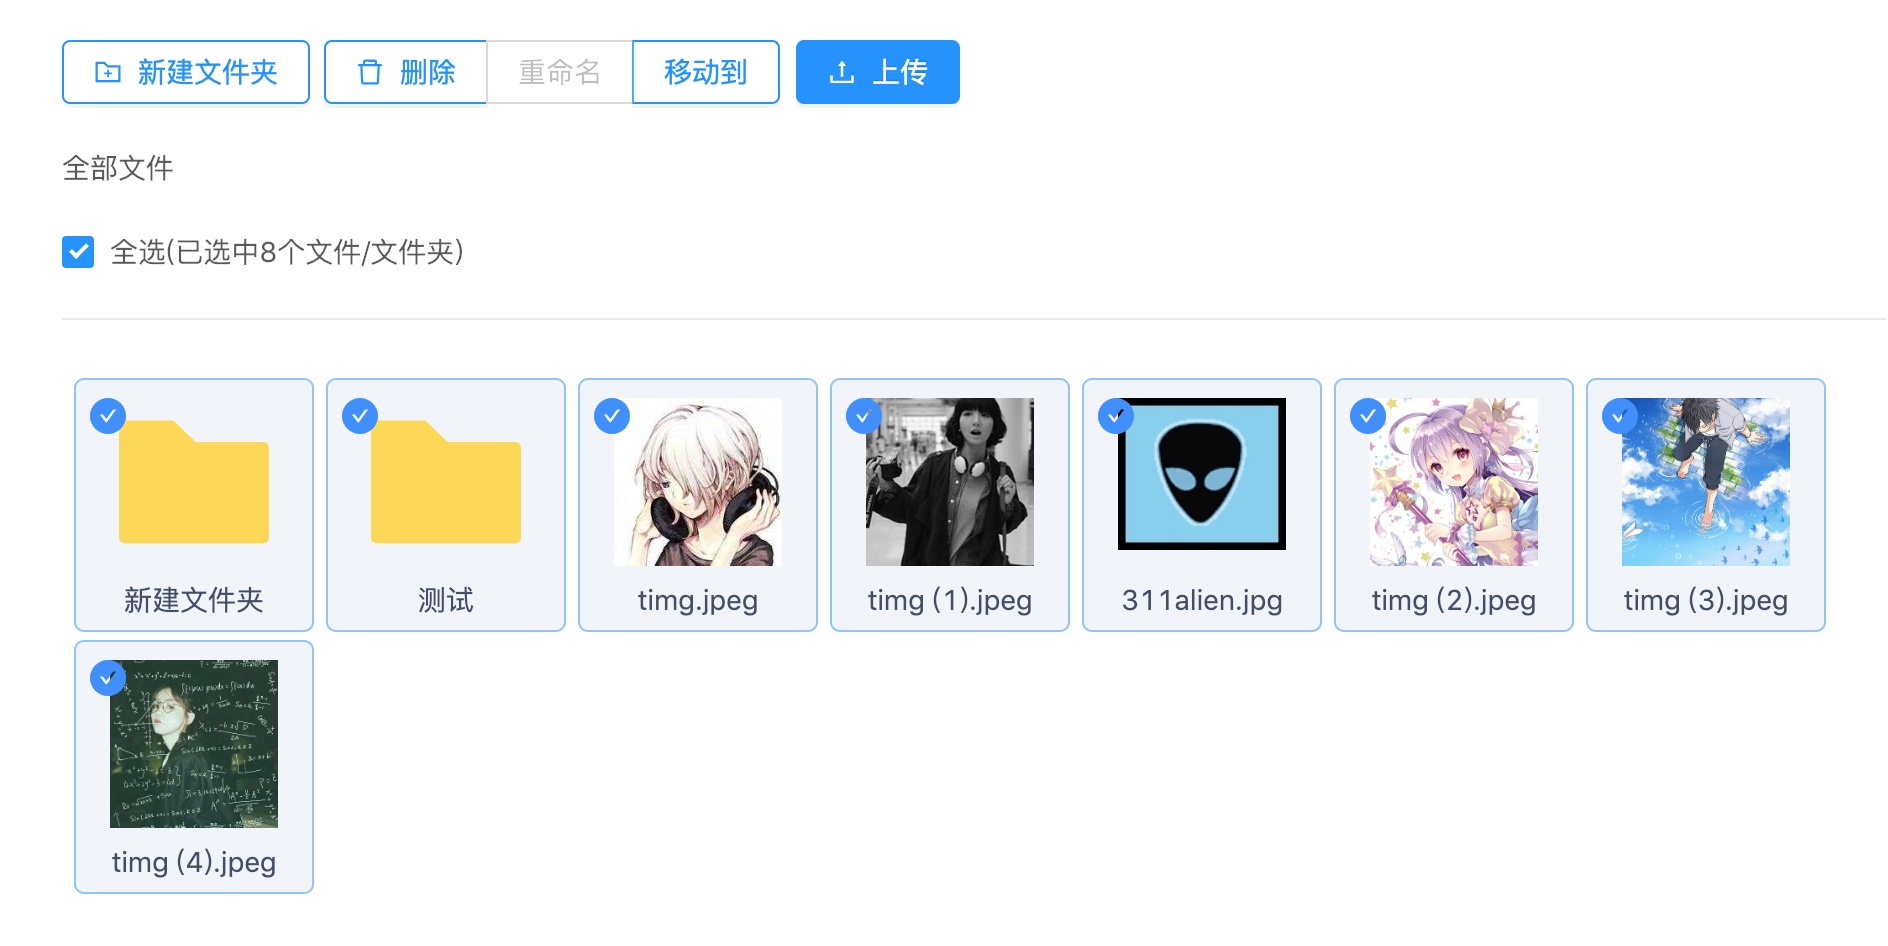 新建文件夹 删除 重命名 移动到 上传
全部文件
全选(已选中8个文件/文件夹)
新建文件夹 测试 timg.jpeg timg (1).jpeg 311alien.jpg timg (2).jpeg timg (3).jpeg
timg (4).jpeg